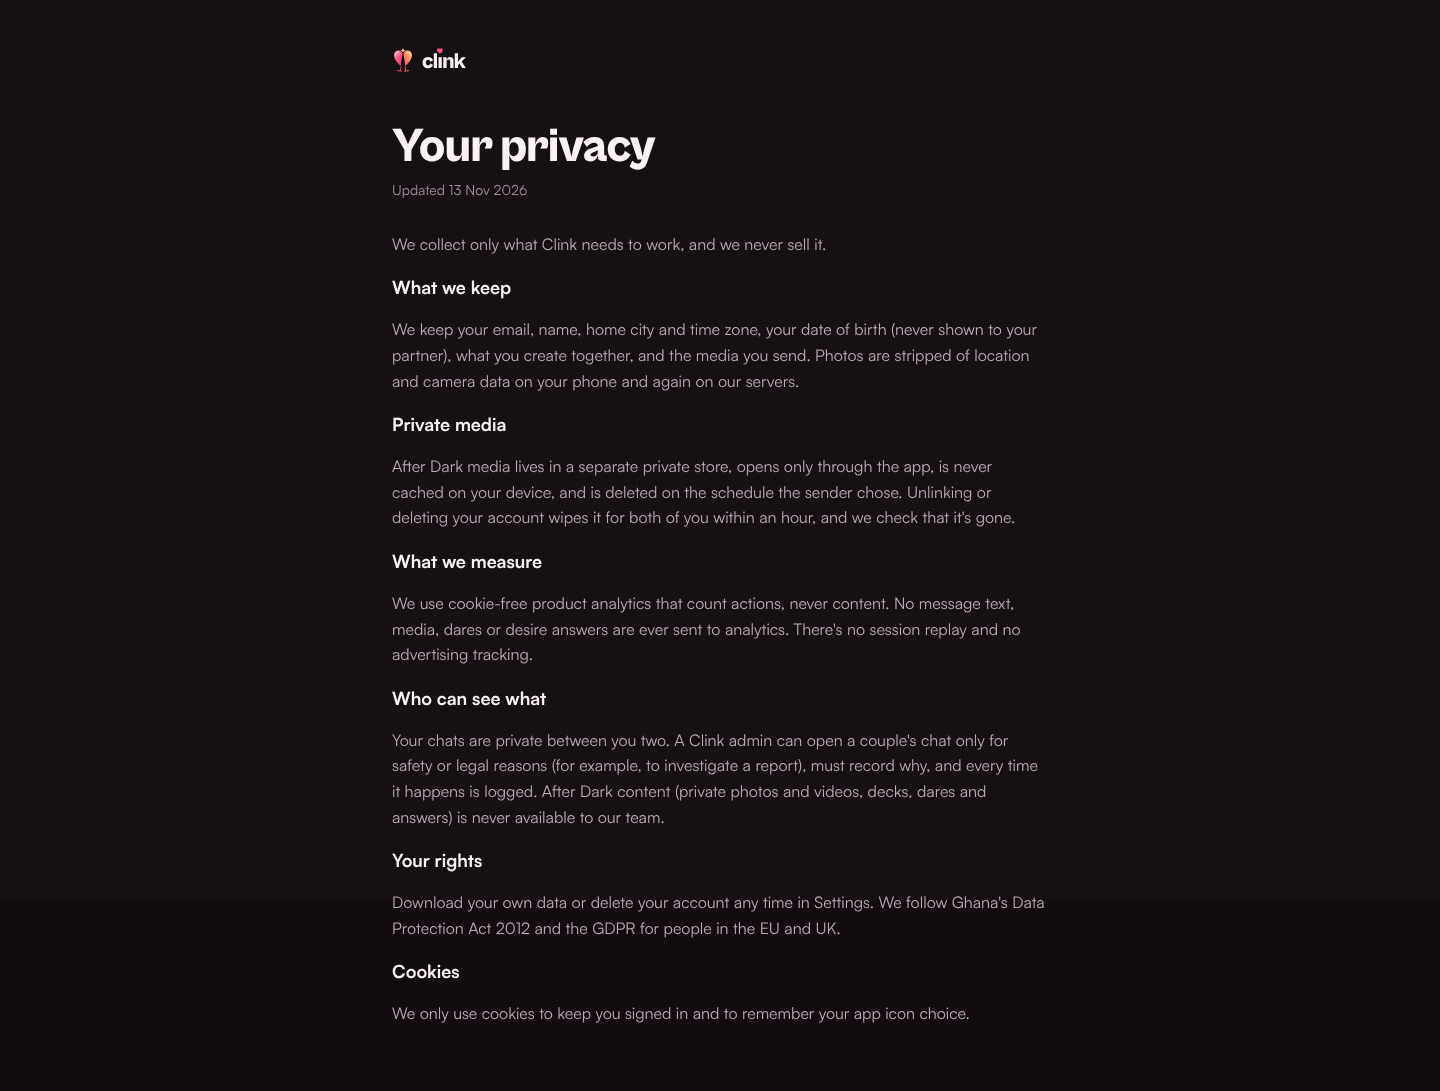 clink
Your privacy
Updated 13 Nov 2026
We collect only what Clink needs to work, and we never sell it.
What we keep
We keep your email, name, home city and time zone, your date of birth (never shown to your
partner), what you create together, and the media you send. Photos are stripped of location
and camera data on your phone and again on our servers.
Private media
After Dark media lives in a separate private store, opens only through the app, is never
cached on your device, and is deleted on the schedule the sender chose. Unlinking or
deleting your account wipes it for both of you within an hour, and we check that it's gone.
What we measure
We use cookie-free product analytics that count actions, never content. No message text,
media, dares or desire answers are ever sent to analytics. There's no session replay and no
advertising tracking.
Who can see what
Your chats are private between you two. A Clink admin can open a couple's chat only for
safety or legal reasons (for example, to investigate a report), must record why, and every time
it happens is logged. After Dark content (private photos and videos, decks, dares and
answers) is never available to our team.
Your rights
Download your own data or delete your account any time in Settings. We follow Ghana's Data
Protection Act 2012 and the GDPR for people in the EU and UK.
Cookies
We only use cookies to keep you signed in and to remember your app icon choice.